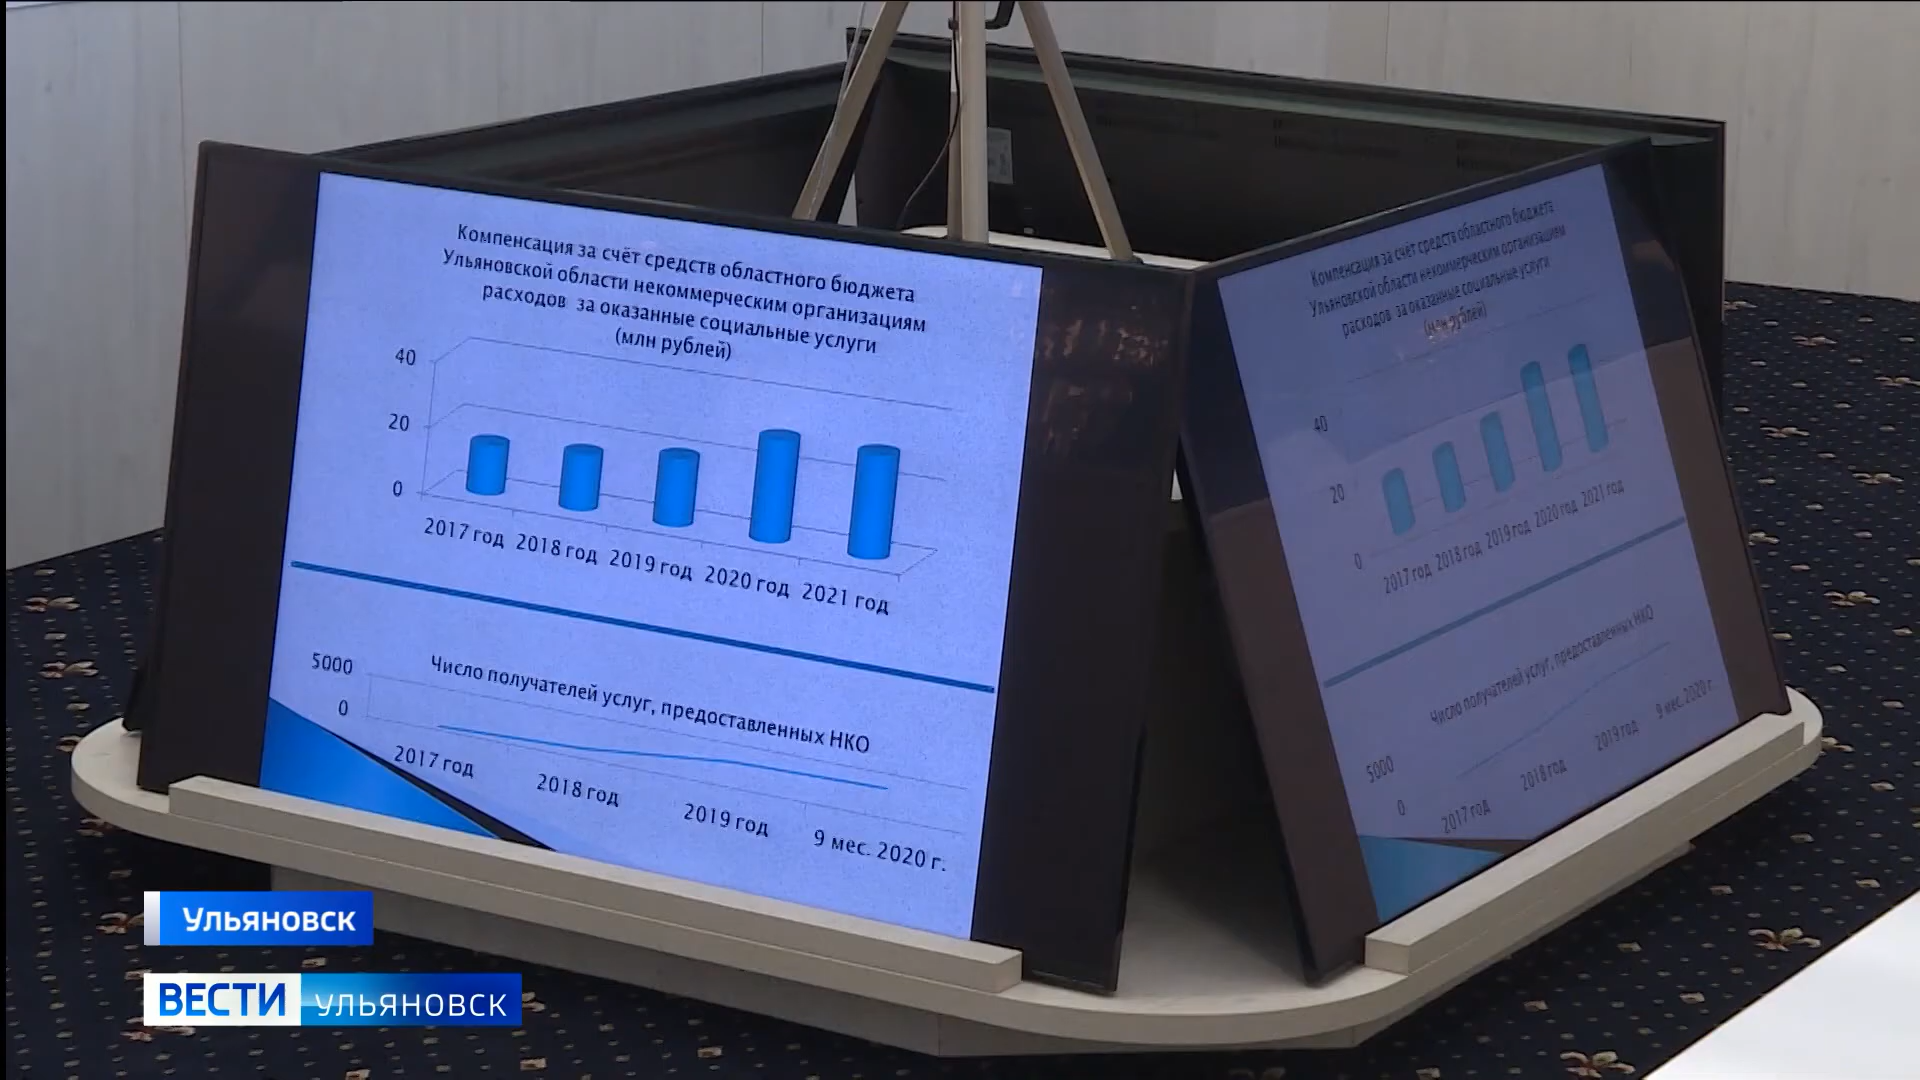 Компенсация за счёт средств областного бюджета
Ульяновской области некоммерческим организациям
расходов за оказанные социальные услуги
(млн рублей)
40
20
0
2017 год 2018 год 2019 год 2020 год 2021 год
Число получателей услуг, предоставленных НКО
5000
0
2017 год 2018 год 2019 год 9 мес. 2020 г.
Компенсация за счёт средств областного бюджета
Ульяновской области некоммерческим организациям
расходов за оказанные социальные услуги
(млн рублей)
40
20
0
2017 год 2018 год 2019 год 2020 год 2021 год
Число получателей услуг, предоставленных НКО
5000
0
2017 год 2018 год 2019 год 9 мес. 2020 г.
Ульяновск
ВЕСТИ УЛЬЯНОВСК